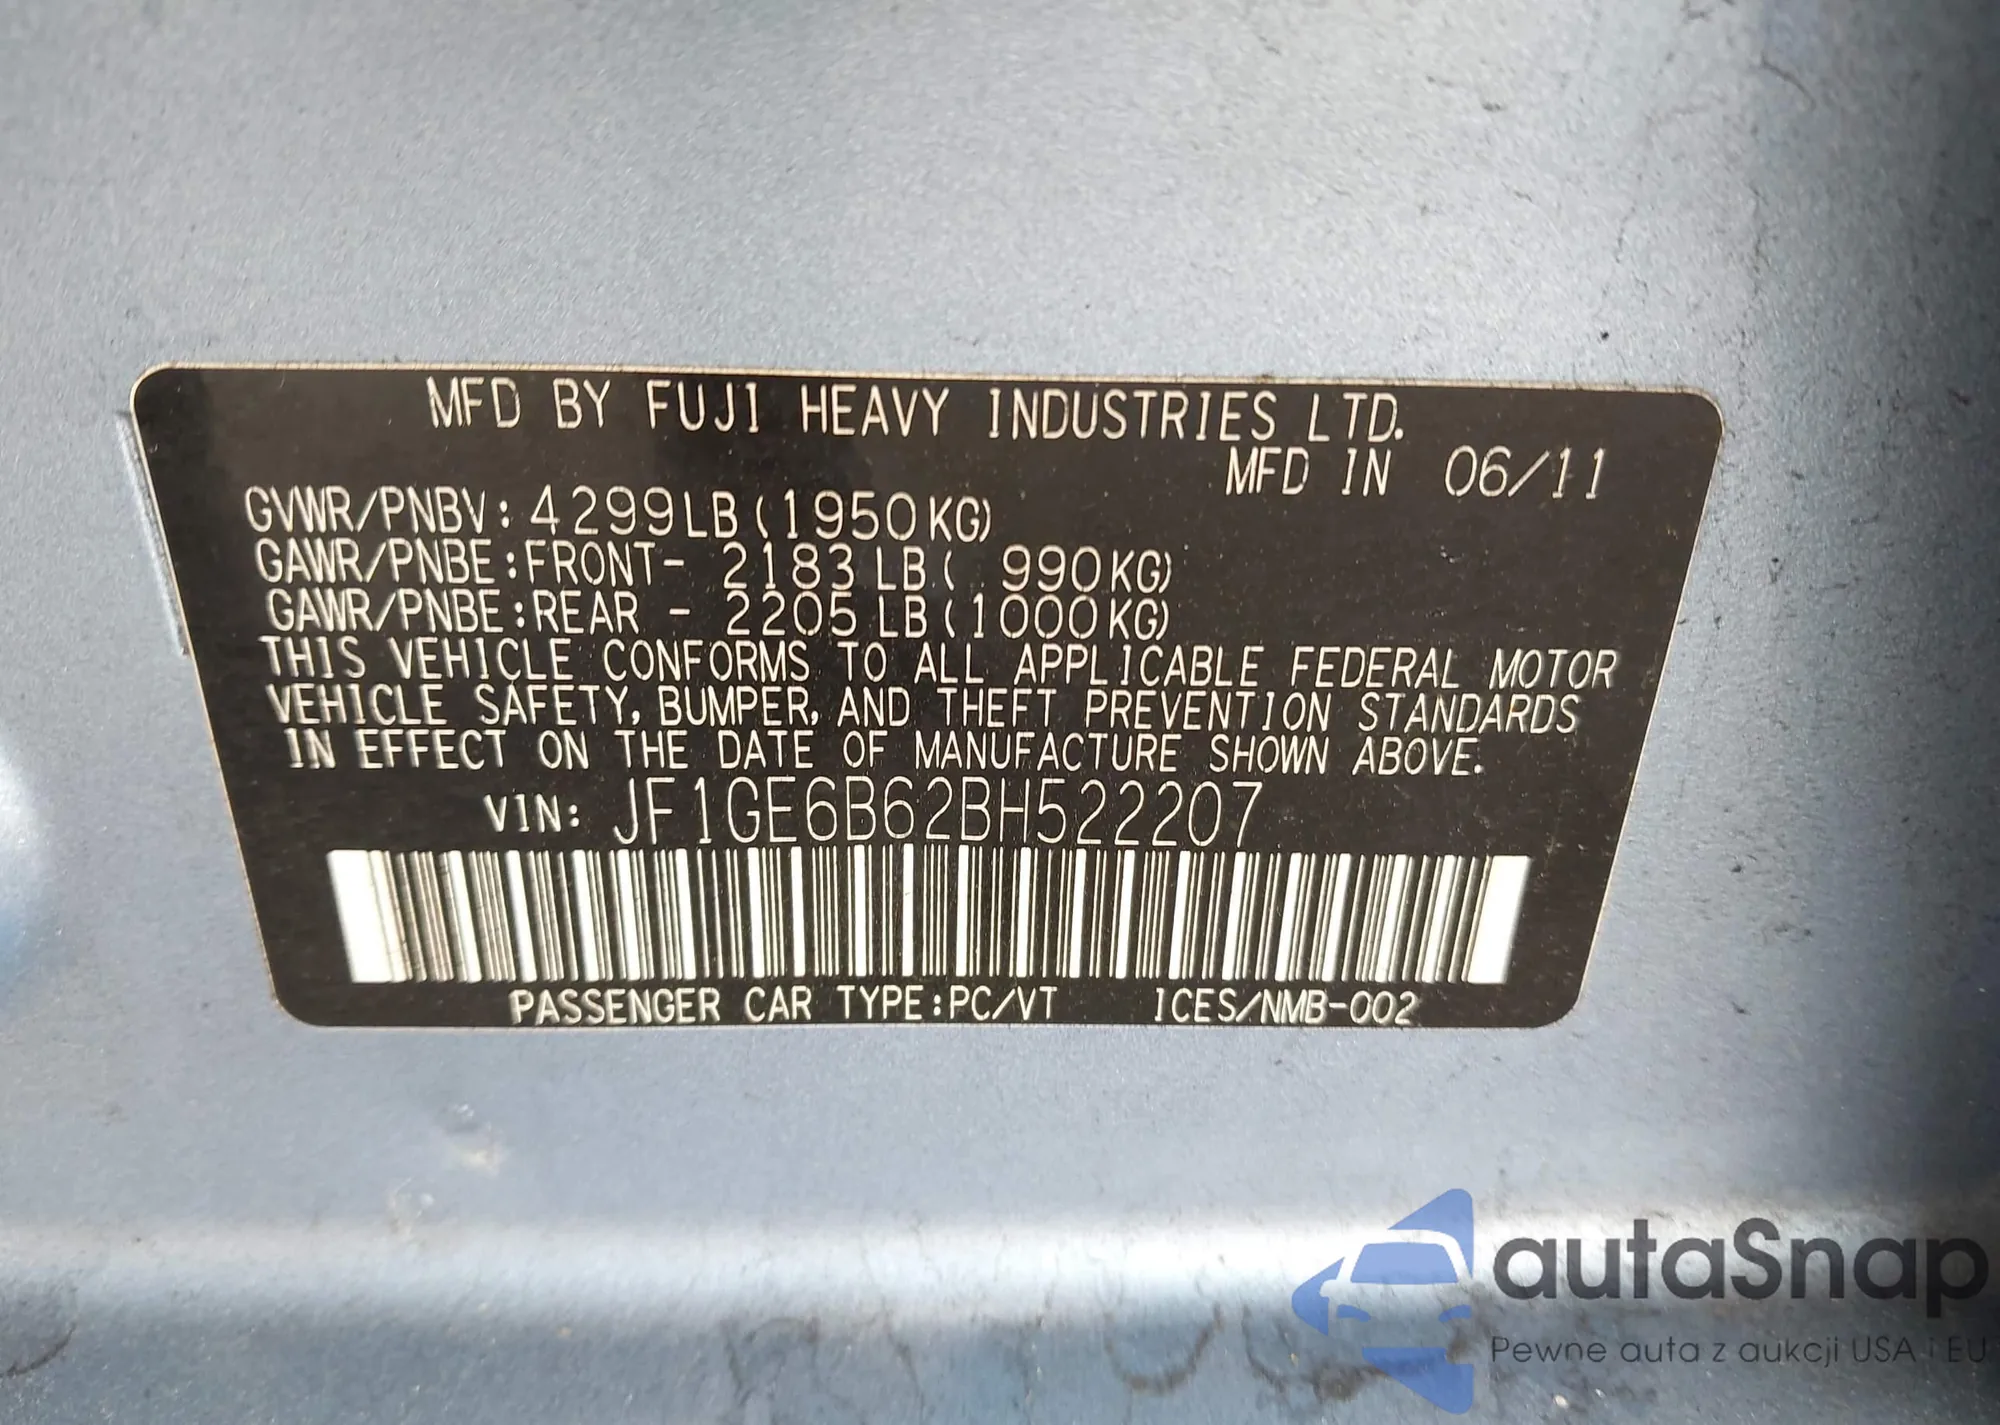 MFD BY FUJI HEAVY INDUSTRIES LTD.
MFD IN 06/11
GVWR/PNBV: 4299LB(1950KG)
GAWR/PNBE:FRONT- 2183LB( 990KG)
GAWR/PNBE:REAR - 2205LB(1000KG)
THIS VEHICLE CONFORMS TO ALL APPLICABLE FEDERAL MOTOR
VEHICLE SAFETY, BUMPER, AND THEFT PREVENTION STANDARDS
IN EFFECT ON THE DATE OF MANUFACTURE SHOWN ABOVE.
VIN: JF1GE6B62BH522207
PASSENGER CAR TYPE:PC/VT ICES/NMB-002
autaSnap
Pewne auta z aukcji USA i EU